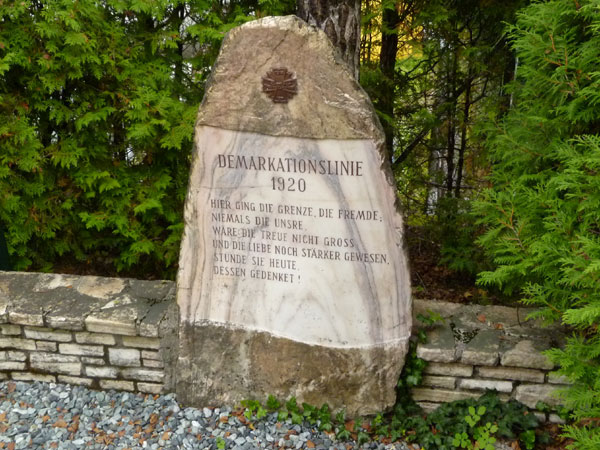 DEMARKATIONSLINIE
1920
HIER GING DIE GRENZE, DIE FREMDE;
NIEMALS DIE UNSRE.
WÄRE DIE TREUE NICHT GROSS
UND DIE LIEBE NOCH STÄRKER GEWESEN,
STÜNDE SIE HEUTE.
DESSEN GEDENKET !